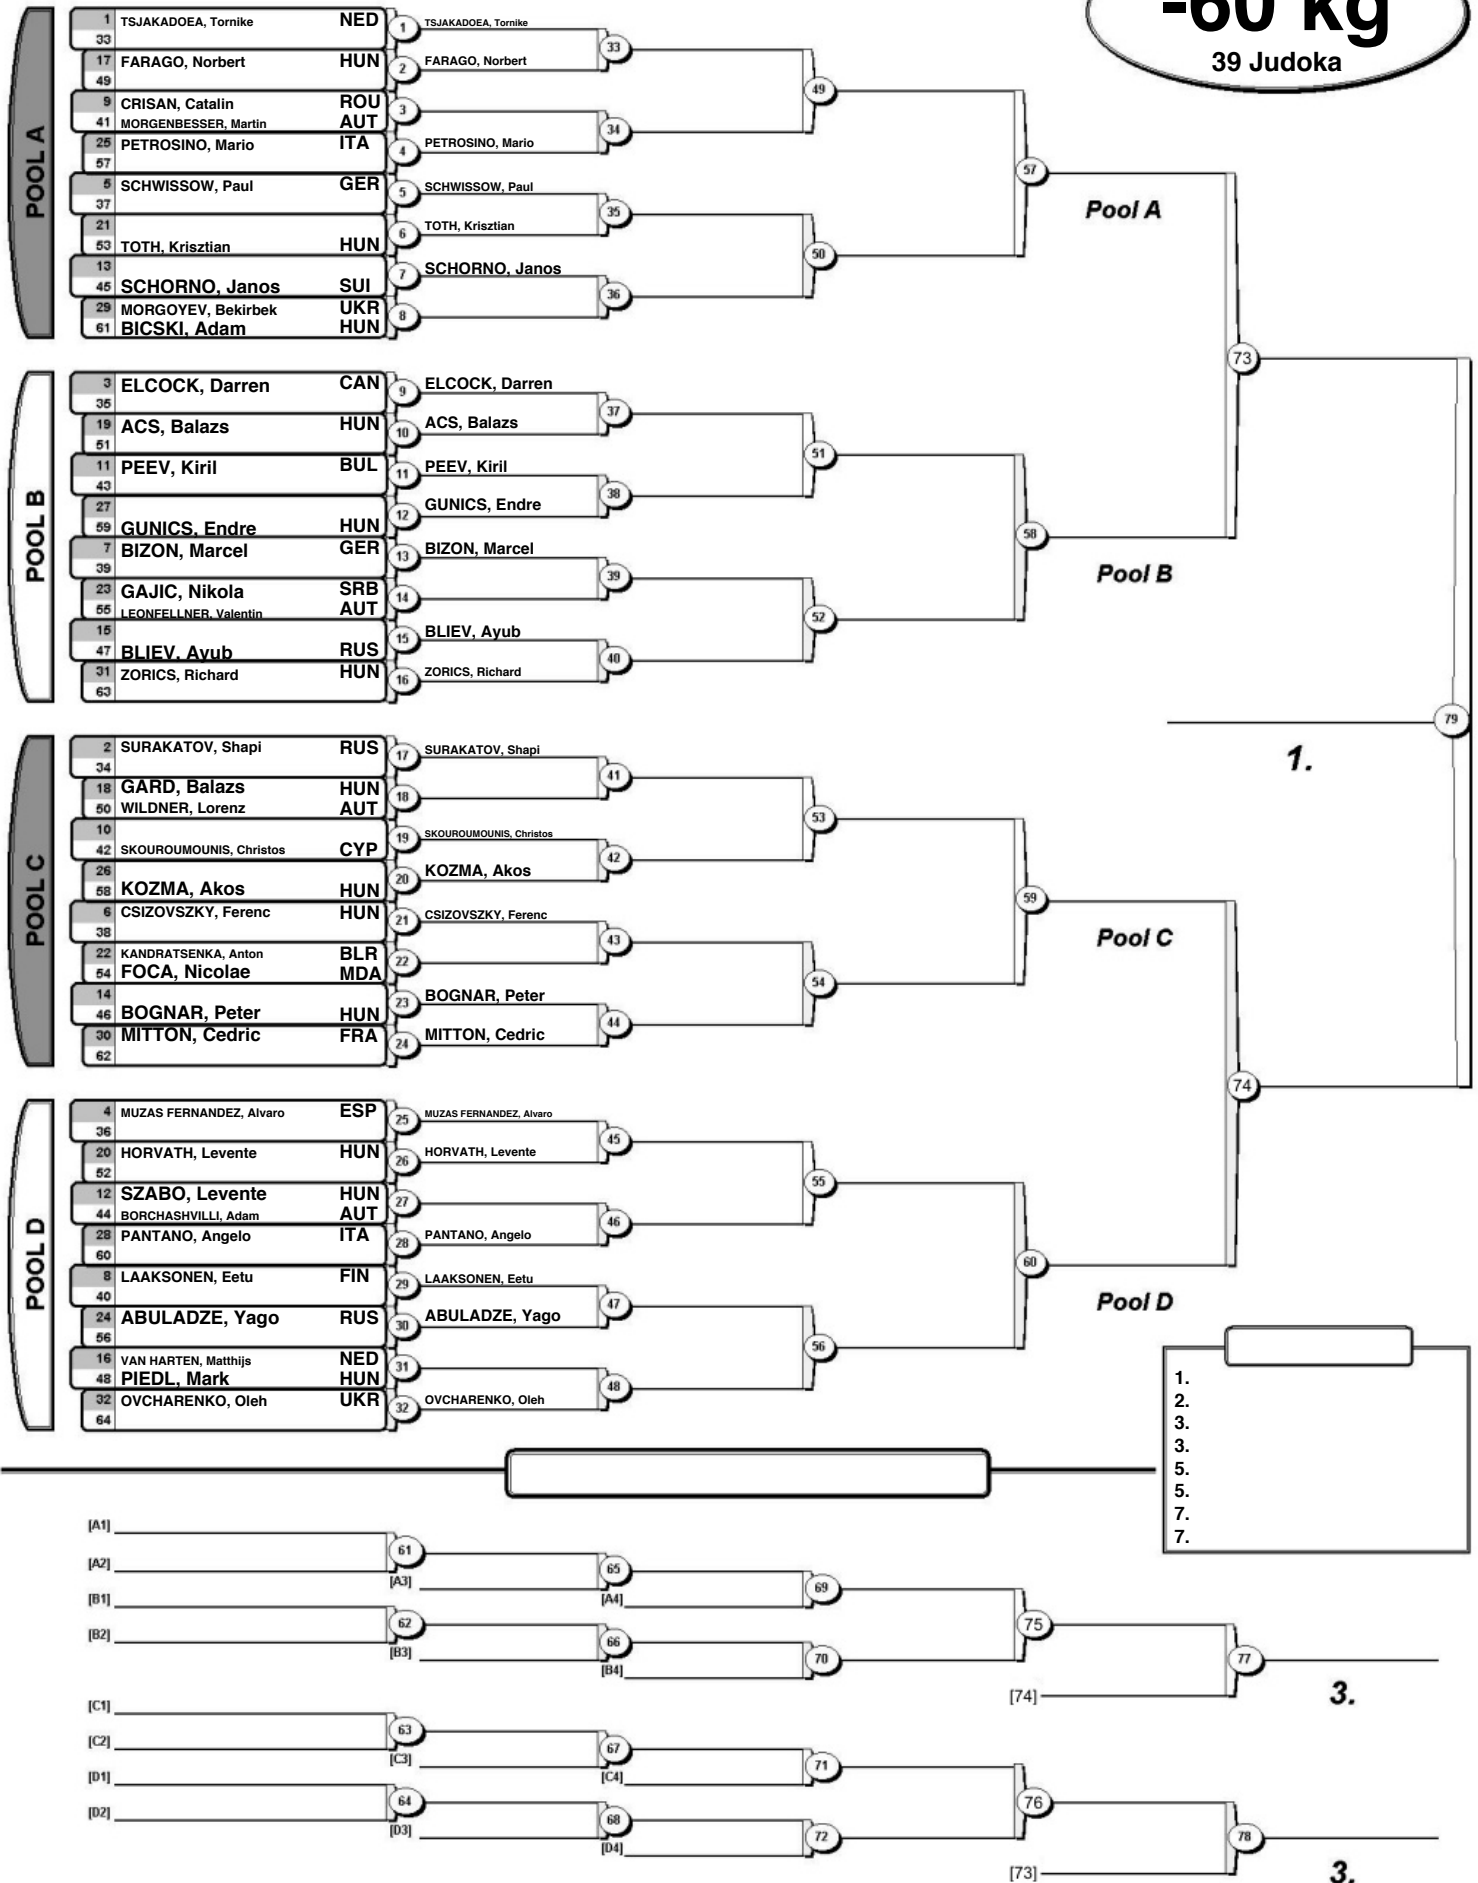 -60 kg
39 Judoka
POOL A
1 TSJAKADOEA, Tornike NED
33
1
TSJAKADOEA, Tornike
33
17 FARAGO, Norbert HUN
49
2
FARAGO, Norbert
49
9 CRISAN, Catalin ROU
41 MORGENBESSER, Martin AUT
3
34
25 PETROSINO, Mario ITA
57
4
PETROSINO, Mario
57
Pool A
5 SCHWISSOW, Paul GER
37
5
SCHWISSOW, Paul
35
21
53 TOTH, Krisztian HUN
6
TOTH, Krisztian
50
13
45 SCHORNO, Janos SUI
7
SCHORNO, Janos
36
29 MORGOYEV, Bekirbek UKR
61 BICSKI, Adam HUN
8
73
POOL B
3 ELCOCK, Darren CAN
35
9
ELCOCK, Darren
37
19 ACS, Balazs HUN
51
10
ACS, Balazs
51
11 PEEV, Kiril BUL
43
11
PEEV, Kiril
38
27
59 GUNICS, Endre HUN
12
GUNICS, Endre
58
Pool B
7 BIZON, Marcel GER
39
13
BIZON, Marcel
39
23 GAJIC, Nikola SRB
55 LEONFELLNER, Valentin AUT
14
52
15
47 BLIEV, Ayub RUS
15
BLIEV, Ayub
40
31 ZORICS, Richard HUN
63
16
ZORICS, Richard
79
1.
POOL C
2 SURAKATOV, Shapi RUS
34
17
SURAKATOV, Shapi
41
18 GARD, Balazs HUN
50 WILDNER, Lorenz AUT
18
53
10
42 SKOUROUMOUNIS, Christos CYP
19
SKOUROUMOUNIS, Christos
42
26
58 KOZMA, Akos HUN
20
KOZMA, Akos
59
Pool C
6 CSIZOVSZKY, Ferenc HUN
38
21
CSIZOVSZKY, Ferenc
43
22 KANDRATSENKA, Anton BLR
54 FOCA, Nicolae MDA
22
54
14
46 BOGNAR, Peter HUN
23
BOGNAR, Peter
44
30 MITTON, Cedric FRA
62
24
MITTON, Cedric
74
POOL D
4 MUZAS FERNANDEZ, Alvaro ESP
36
25
MUZAS FERNANDEZ, Alvaro
45
20 HORVATH, Levente HUN
52
26
HORVATH, Levente
55
12 SZABO, Levente HUN
44 BORCHASHVILLI, Adam AUT
27
46
28 PANTANO, Angelo ITA
60
28
PANTANO, Angelo
60
Pool D
8 LAAKSONEN, Eetu FIN
40
29
LAAKSONEN, Eetu
47
24 ABULADZE, Yago RUS
56
30
ABULADZE, Yago
56
16 VAN HARTEN, Matthijs NED
48 PIEDL, Mark HUN
31
48
32 OVCHARENKO, Oleh UKR
64
32
OVCHARENKO, Oleh
1.
2.
3.
3.
5.
5.
7.
7.
[A1]
61
[A2]
[A3]
65
[A4]
69
[B1]
62
[B2]
[B3]
66
[B4]
70
75
77
[74]
3.
[C1]
63
[C2]
[C3]
67
[C4]
71
[D1]
64
[D2]
[D3]
68
[D4]
72
76
78
[73]
3.